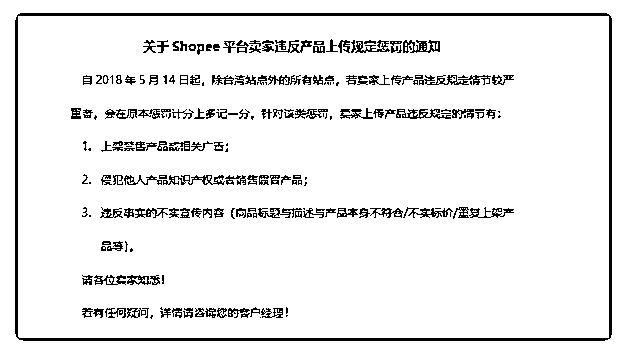 关于 Shopee 平台卖家违反产品上传规定惩罚的通知
自 2018 年 5 月 14 日起，除台湾站点外的所有站点，若卖家上传产品违反规定情节较严
重者，会在原本惩罚计分上多记一分，针对该类惩罚，卖家上传产品违反规定的情节有：
1. 上架禁售产品或相关广告；
2. 侵犯他人产品知识产权或者销售假冒产品；
3. 违反事实的不实宣传内容（商品标题与描述与产品本身不符合/不实标价/重复上架产
品等）。
请各位卖家知悉！
若有任何疑问，详情请咨询您的客户经理！